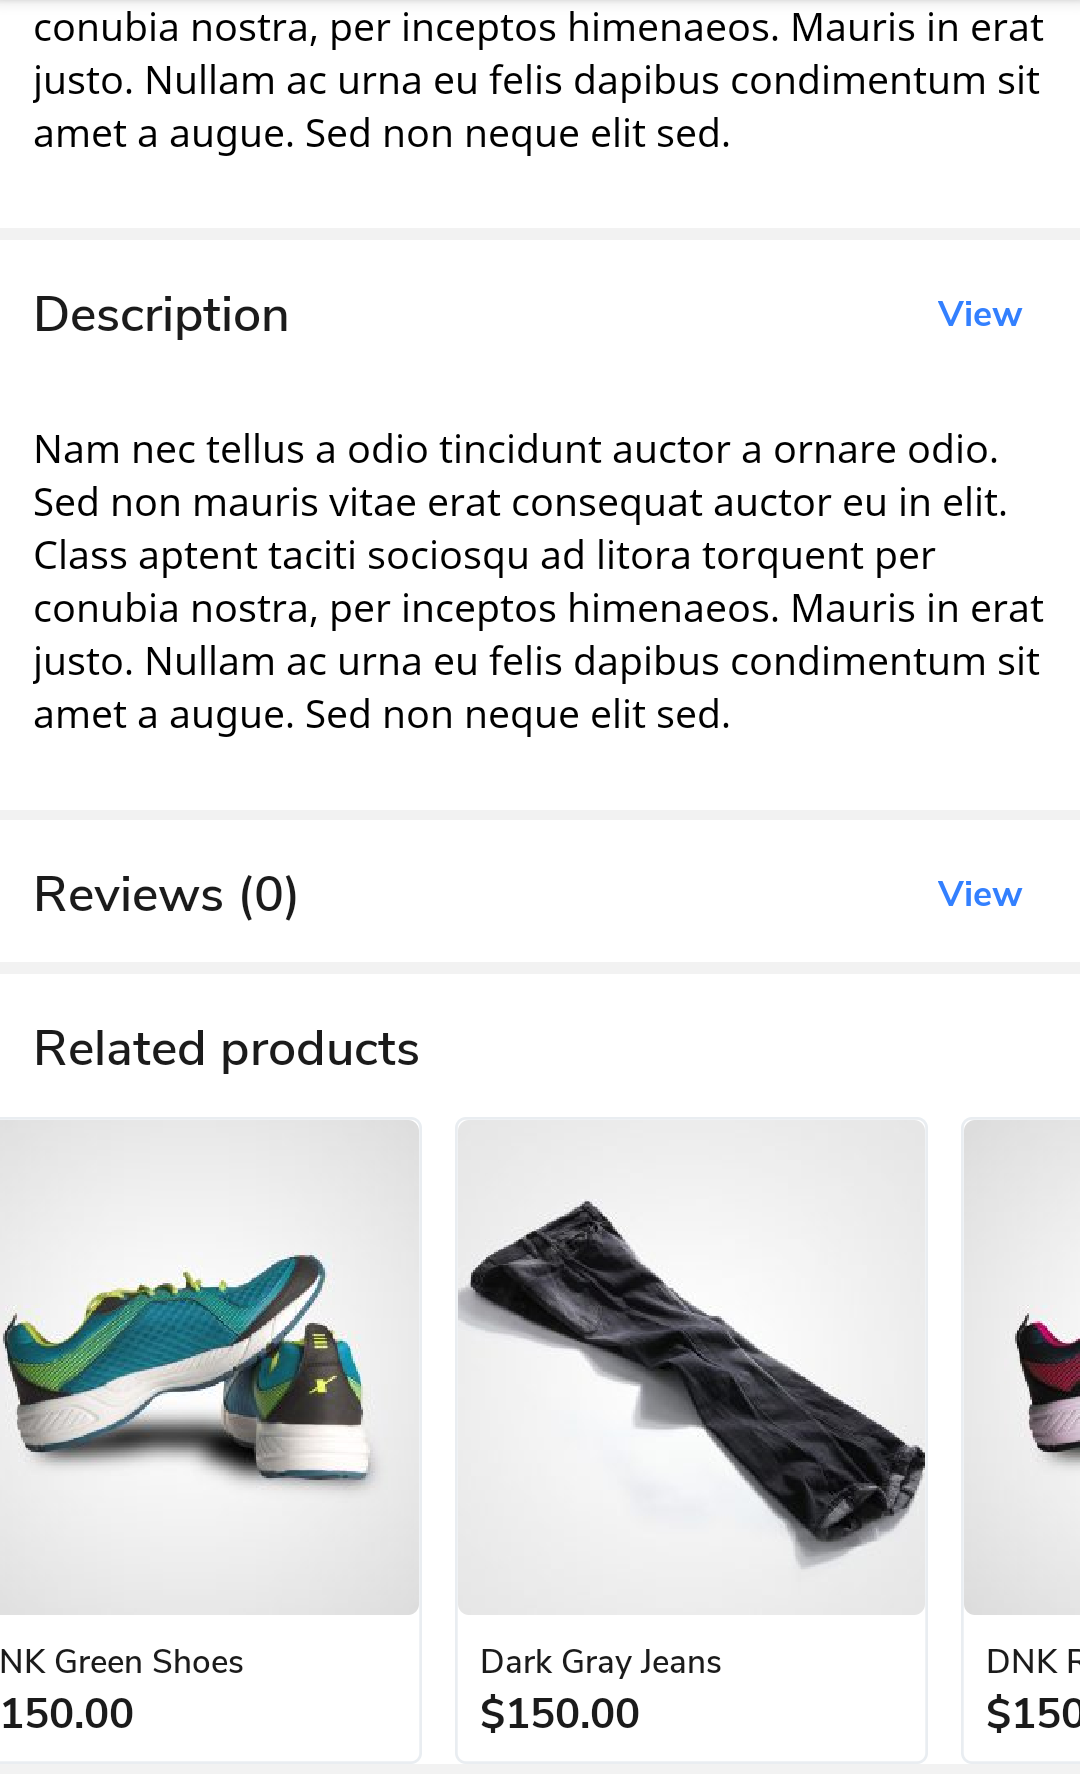 conubia nostra, per inceptos himenaeos. Mauris in erat
justo. Nullam ac urna eu felis dapibus condimentum sit
amet a augue. Sed non neque elit sed.
Description
View
Nam nec tellus a odio tincidunt auctor a ornare odio.
Sed non mauris vitae erat consequat auctor eu in elit.
Class aptent taciti sociosqu ad litora torquent per
conubia nostra, per inceptos himenaeos. Mauris in erat
justo. Nullam ac urna eu felis dapibus condimentum sit
amet a augue. Sed non neque elit sed.
Reviews (0)
View
Related products
NK Green Shoes
150.00
Dark Gray Jeans
$150.00
DNK
$150